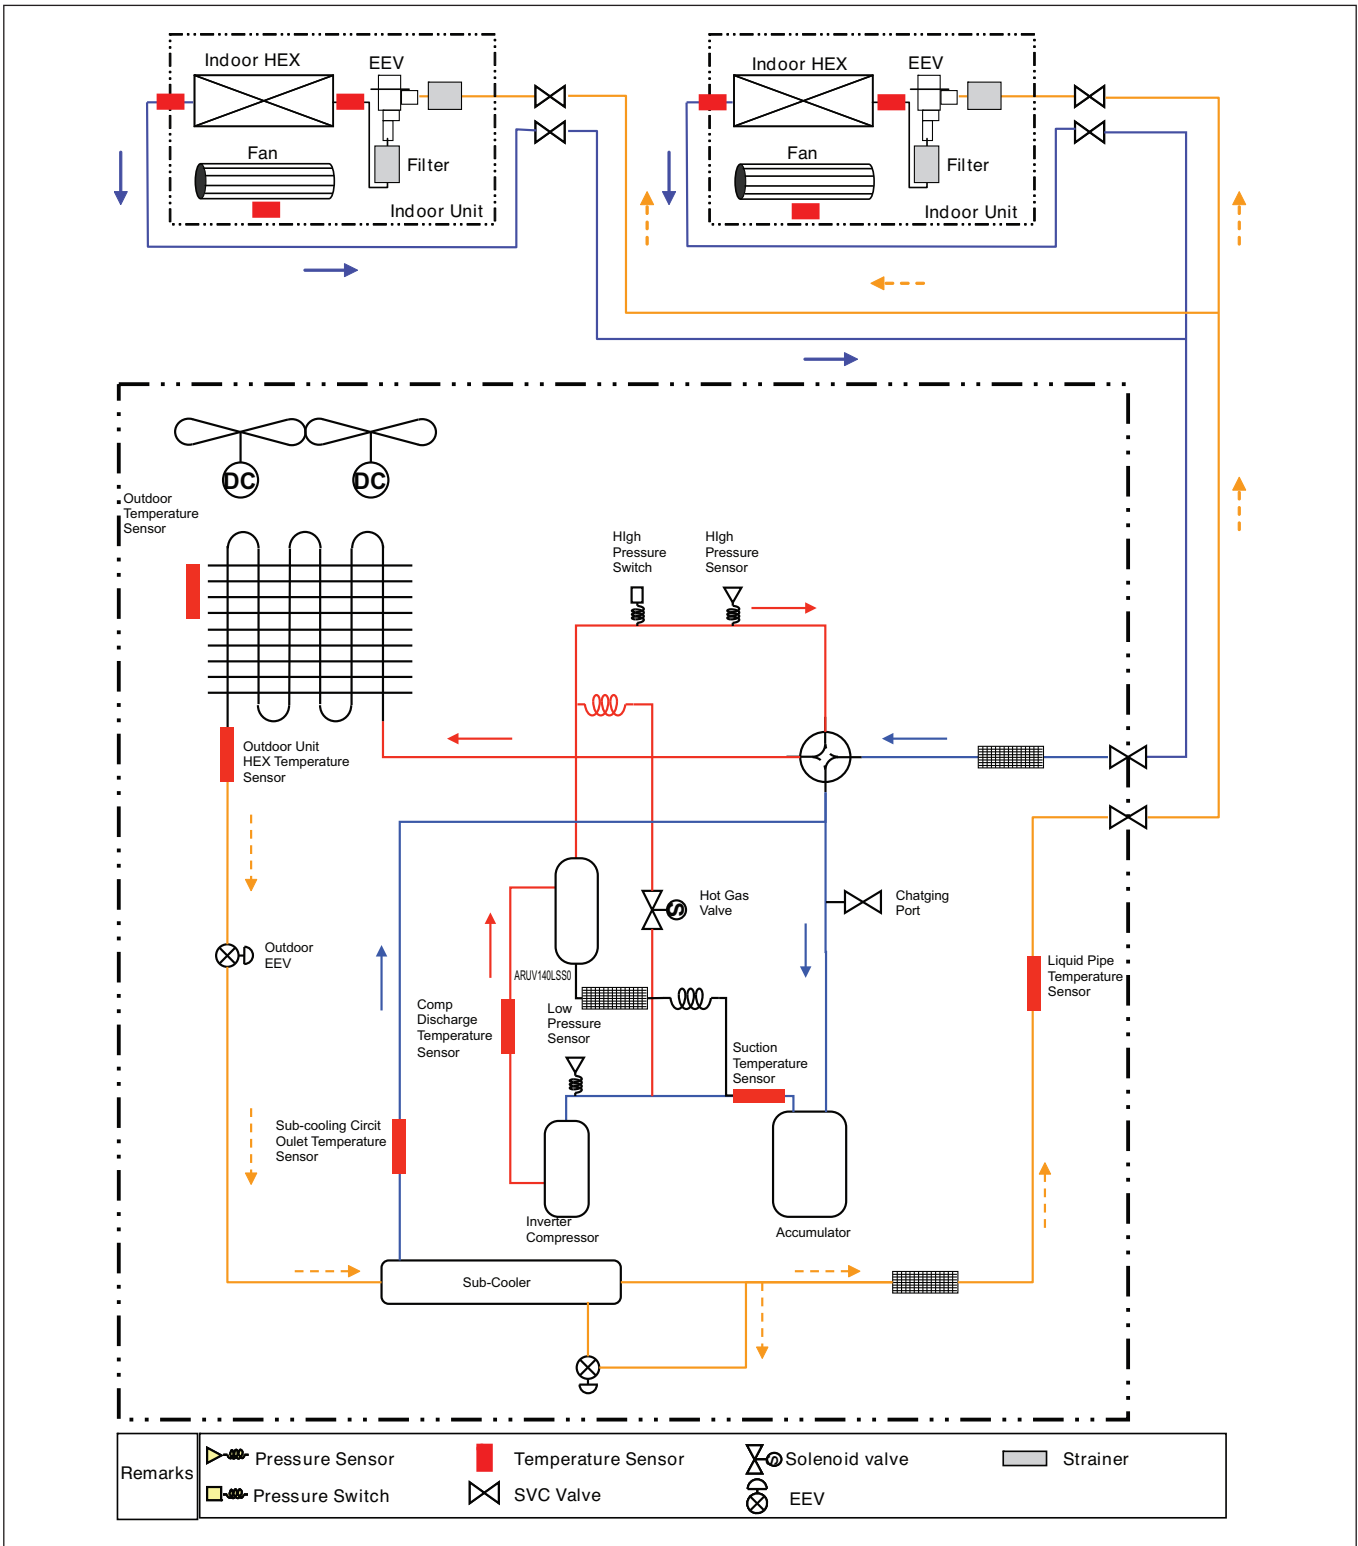 Indoor HEX
EEV
Fan
Filter
Indoor Unit
Indoor HEX
EEV
Fan
Filter
Indoor Unit
DC
DC
Outdoor
Temperature
Sensor
HIgh
Pressure
Switch
HIgh
Pressure
Sensor
Outdoor Unit
HEX Temperature
Sensor
Hot Gas
Valve
S
Chatging
Port
Outdoor
EEV
ARUV140LSS0
Liquid Pipe
Temperature
Sensor
Comp
Discharge
Temperature
Sensor
Low
Pressure
Sensor
Suction
Temperature
Sensor
Sub-cooling Circit
Oulet Temperature
Sensor
Inverter
Compressor
Accumulator
Sub-Cooler
Remarks
Pressure Sensor
Temperature Sensor
S
Solenoid valve
Strainer
Pressure Switch
SVC Valve
EEV